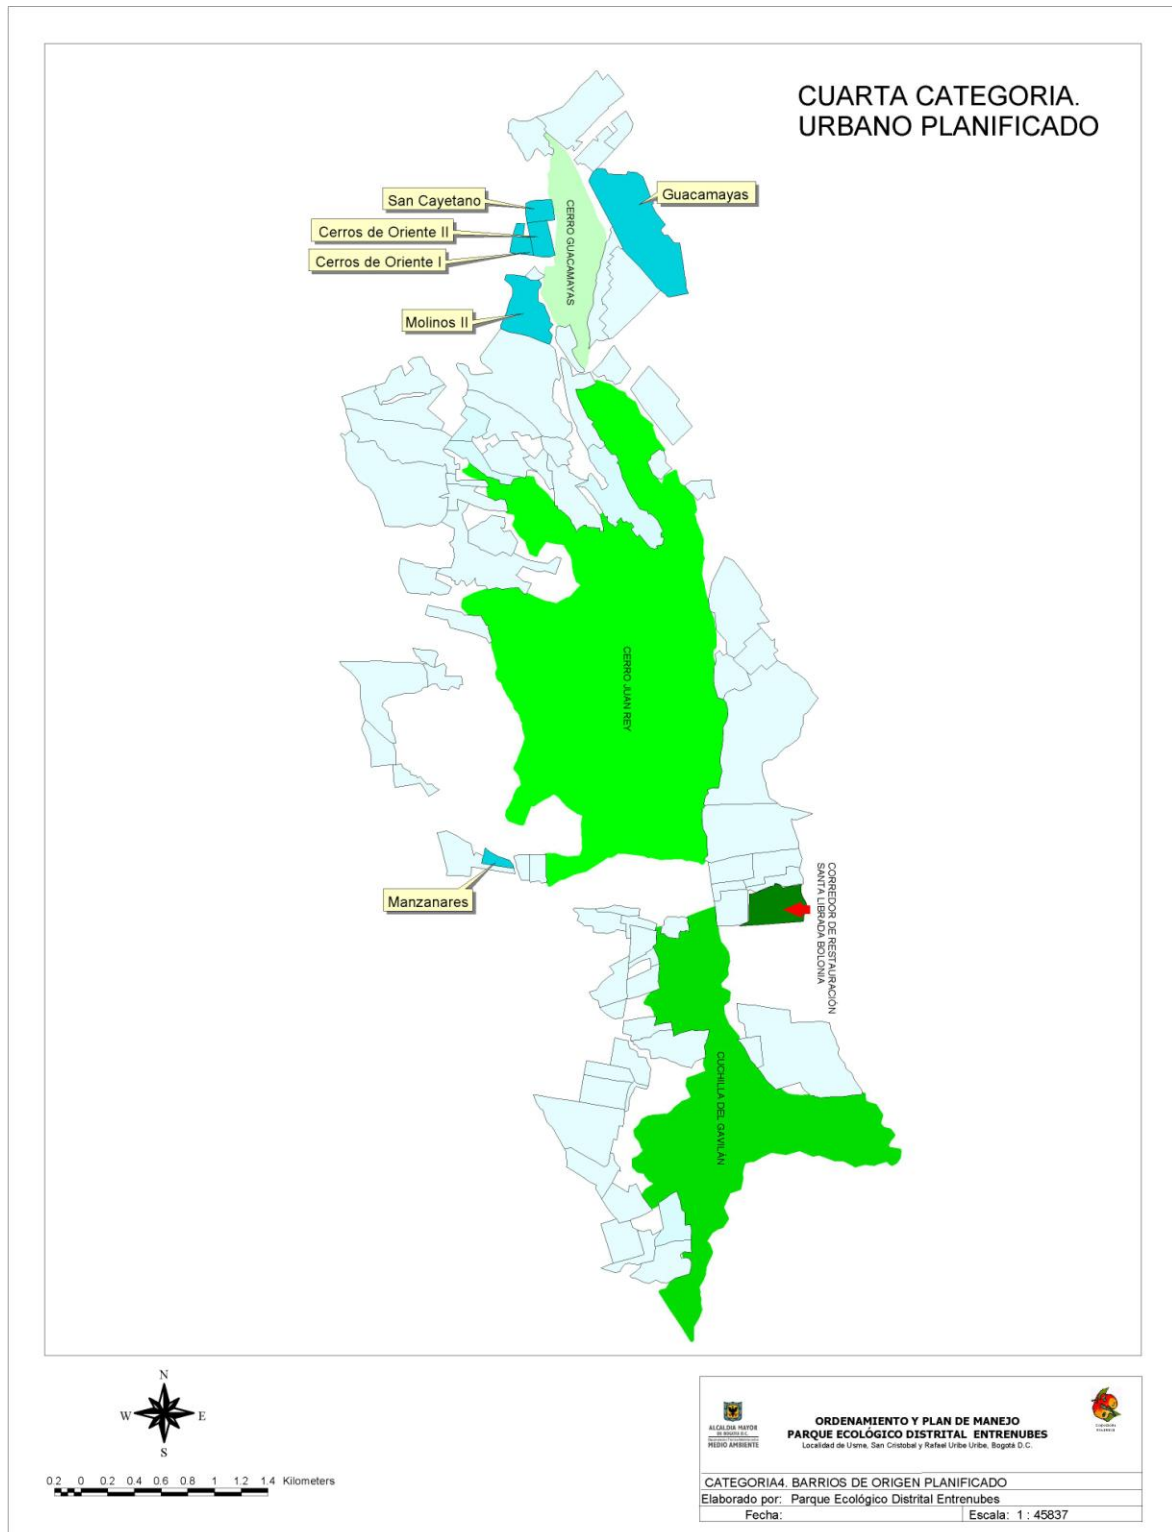 CUARTA CATEGORIA.
URBANO PLANIFICADO
San Cayetano
Guacamayas
Cerros de Oriente II
Cerros de Oriente I
Molinos II
CERRO GUACAMAYAS
CERRO JUAN REY
Manzanares
CORREDOR DE RESTAURACIÓN
SANTA LIBRADA BOLONIA
CUCHILLA DEL GAVILÁN
N
W E
S
0.2 0 0.2 0.4 0.6 0.8 1 1.2 1.4 Kilometers
ALCALDIA MAYOR
DE BOGOTA D.C.
MEDIO AMBIENTE
ORDENAMIENTO Y PLAN DE MANEJO
PARQUE ECOLÓGICO DISTRITAL ENTRENUBES
Localidad de Usme, San Cristobal y Rafael Uribe Uribe, Bogotá D.C.
CATEGORIA4. BARRIOS DE ORIGEN PLANIFICADO
Elaborado por: Parque Ecológico Distrital Entrenubes
Fecha:
Escala: 1 : 45837